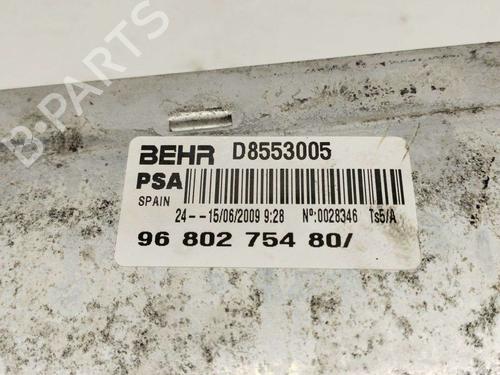 B-PARTS
BEHR D8553005
PSA
SPAIN
24--15/06/2009 9:28 Nº:0028346 Ts5/A
96 802 754 80/